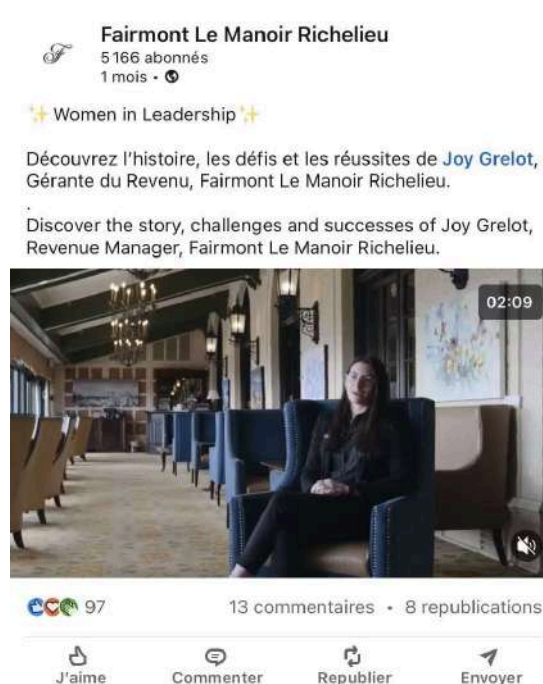 Fairmont Le Manoir Richelieu
5 166 abonnés
1 mois •
✨ Women in Leadership ✨
Découvrez l'histoire, les défis et les réussites de Joy Grelot,
Gérante du Revenu, Fairmont Le Manoir Richelieu.
.
Discover the story, challenges and successes of Joy Grelot,
Revenue Manager, Fairmont Le Manoir Richelieu.
02:09
97
13 commentaires • 8 republications
J'aime Commenter Republier Envoyer